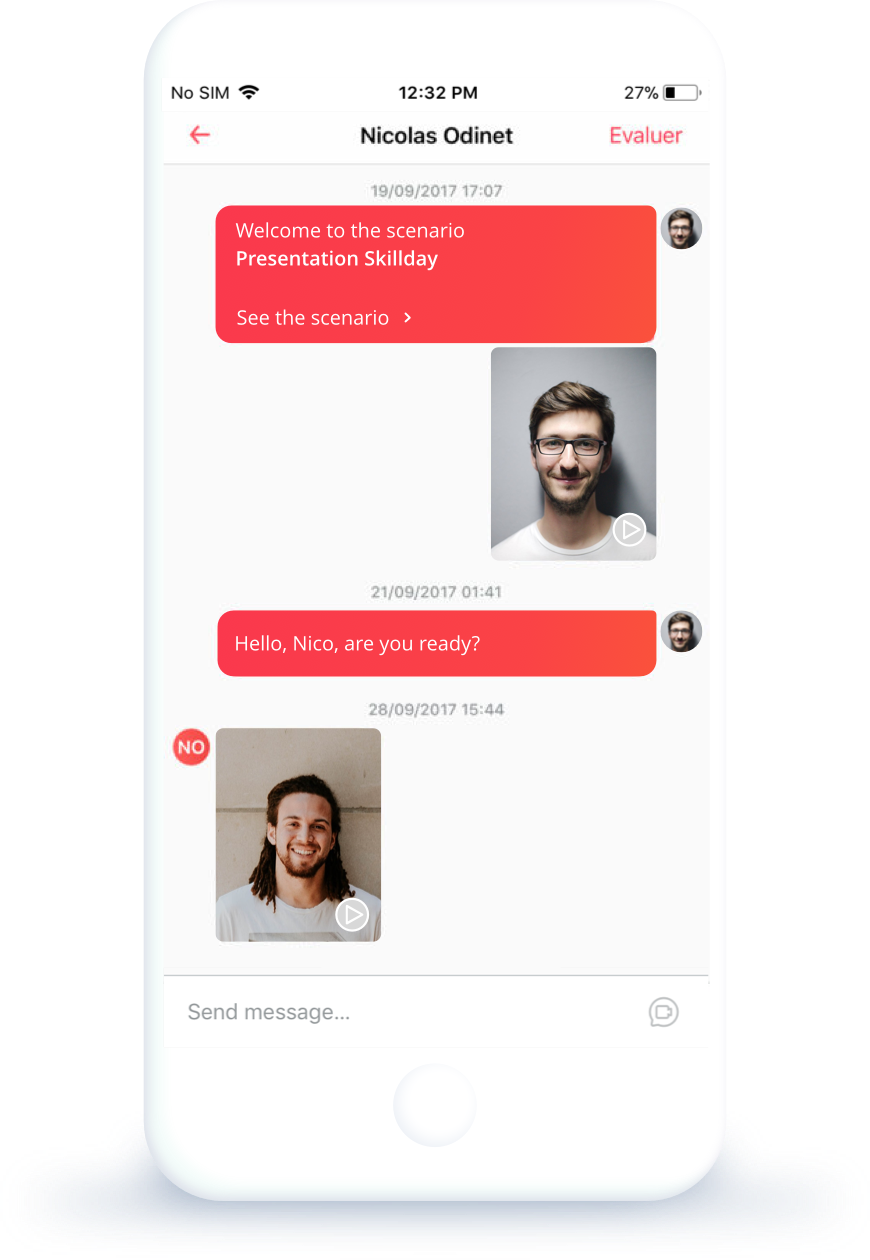 No SIM 12:32 PM 27%
Nicolas Odinet Evaluer
19/09/2017 17:07
Welcome to the scenario
Presentation Skillday
See the scenario
21/09/2017 01:41
Hello, Nico, are you ready?
28/09/2017 15:44
NO
Send message...